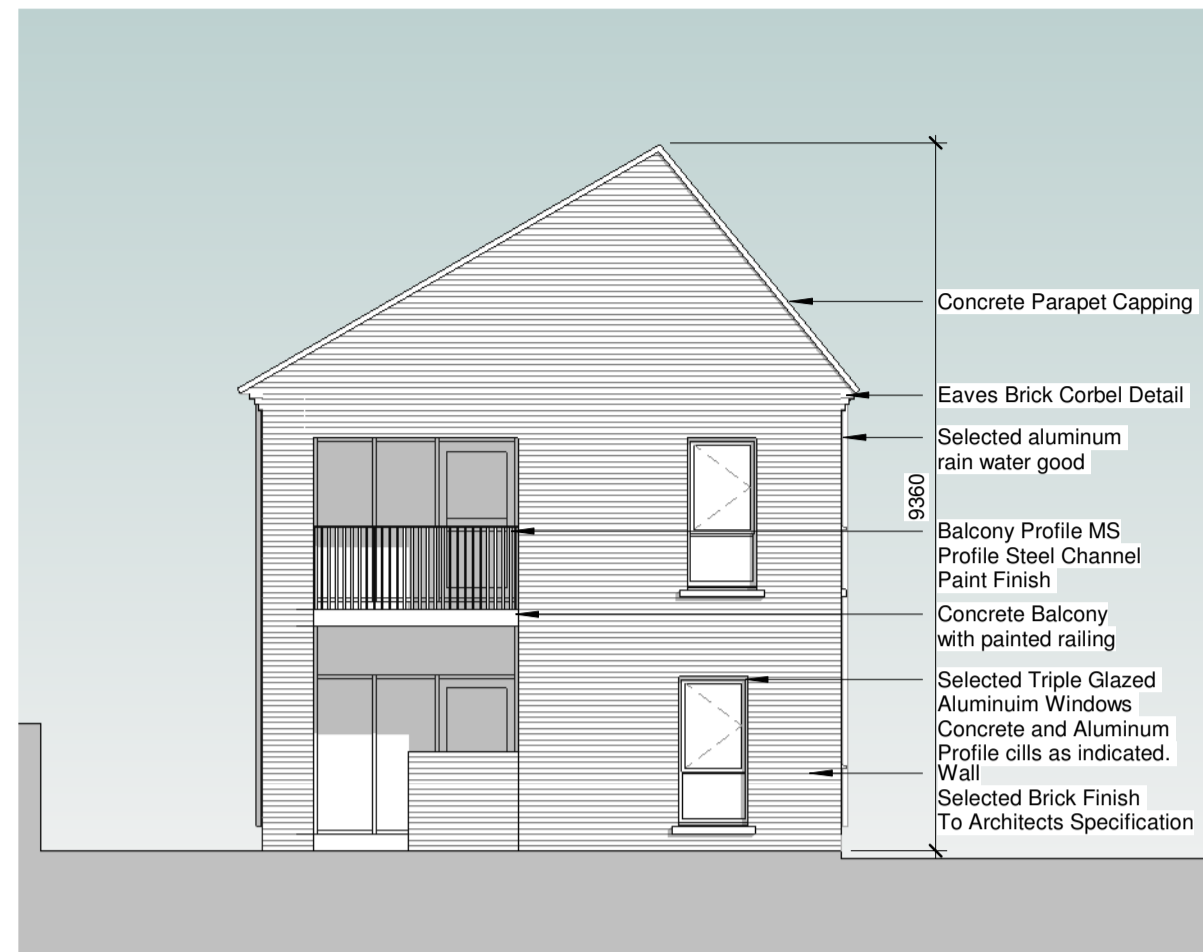 Concrete Parapet Capping
Eaves Brick Corbel Detail
Selected aluminum
rain water good
9360
Balcony Profile MS
Profile Steel Channel
Paint Finish
Concrete Balcony
with painted railing
Selected Triple Glazed
Aluminuim Windows
Concrete and Aluminum
Profile cills as indicated.
Wall
Selected Brick Finish
To Architects Specification